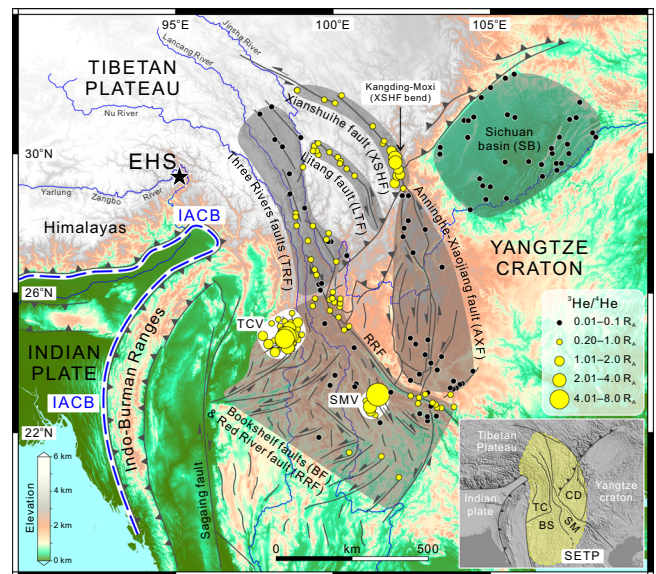 95°E
100°E
105°E
Jinsha River
Lancang River
TIBETAN
PLATEAU
Nu River
Kangding-Moxi
(XSHF bend)
Xianshuihe fault (XSHF)
Sichuan
basin (SB)
30°N
EHS
Litang fault (LTF)
Three Rivers faults (TRF)
Yarlung Zangbo River
Himalayas
IACB
Anninghe-Xiaojiang fault (AXF)
YANGTZE
CRATON
26°N
TCV
RRF
INDIAN
PLATE
IACB
Indo-Burman Ranges
SMV
22°N
Bookshelf faults (BF)
& Red River fault (RRF)
Sagaing fault
³He/⁴He
0.01–0.1 RA
0.20–1.0 RA
1.01–2.0 RA
2.01–4.0 RA
4.01–8.0 RA
Elevation
6 km
4 km
2 km
0 km
0 km 500
Tibetan
Plateau
Indian
plate
Yangtze
craton
TC
CD
BS
SM
SETP